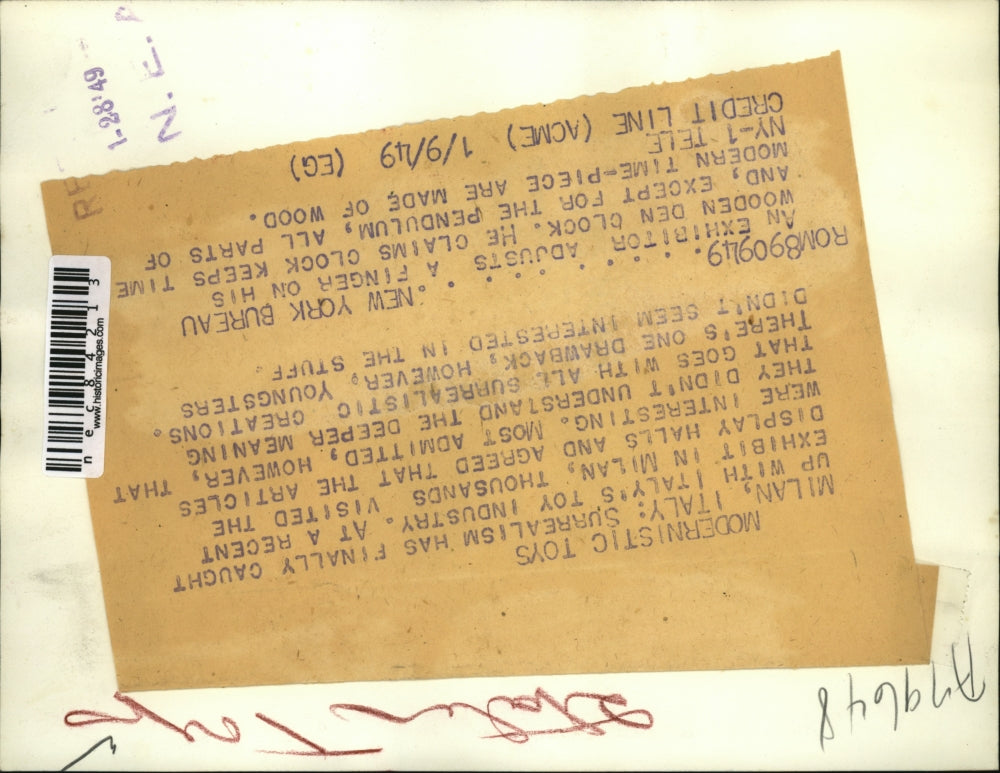 MODERNISTIC TOYS
MILAN, ITALY: SURREALISM HAS FINALLY CAUGHT
UP WITH ITALY'S TOY INDUSTRY. AT A RECENT
EXHIBIT IN MILAN, THOUSANDS VISITED THE
DISPLAY HALLS AND AGREED THAT THE ARTICLES
WERE INTERESTING. MOST ADMITTED, HOWEVER, THAT
THEY DIDN'T UNDERSTAND THE DEEPER MEANING
THAT GOES WITH ALL SURREALISTIC CREATIONS.
THERE'S ONE DRAWBACK, HOWEVER. YOUNGSTERS
DIDN'T SEEM INTERESTED IN THE STUFF.
NEW YORK BUREAU
ROM890949. . . . . . . . A FINGER ON HIS
AN EXHIBITOR ADJUSTS
WOODEN DEN CLOCK. HE CLAIMS CLOCK KEEPS TIME
AND, EXCEPT FOR THE PENDULUM, ALL PARTS OF
MODERN TIME-PIECE ARE MADE OF WOOD.
NY-1 TELE
CREDIT LINE (ACME) 1/9/49 (EG)
1-28-49
N. E. A
A79648
Italian Toys
nec84213
www.historicimages.com